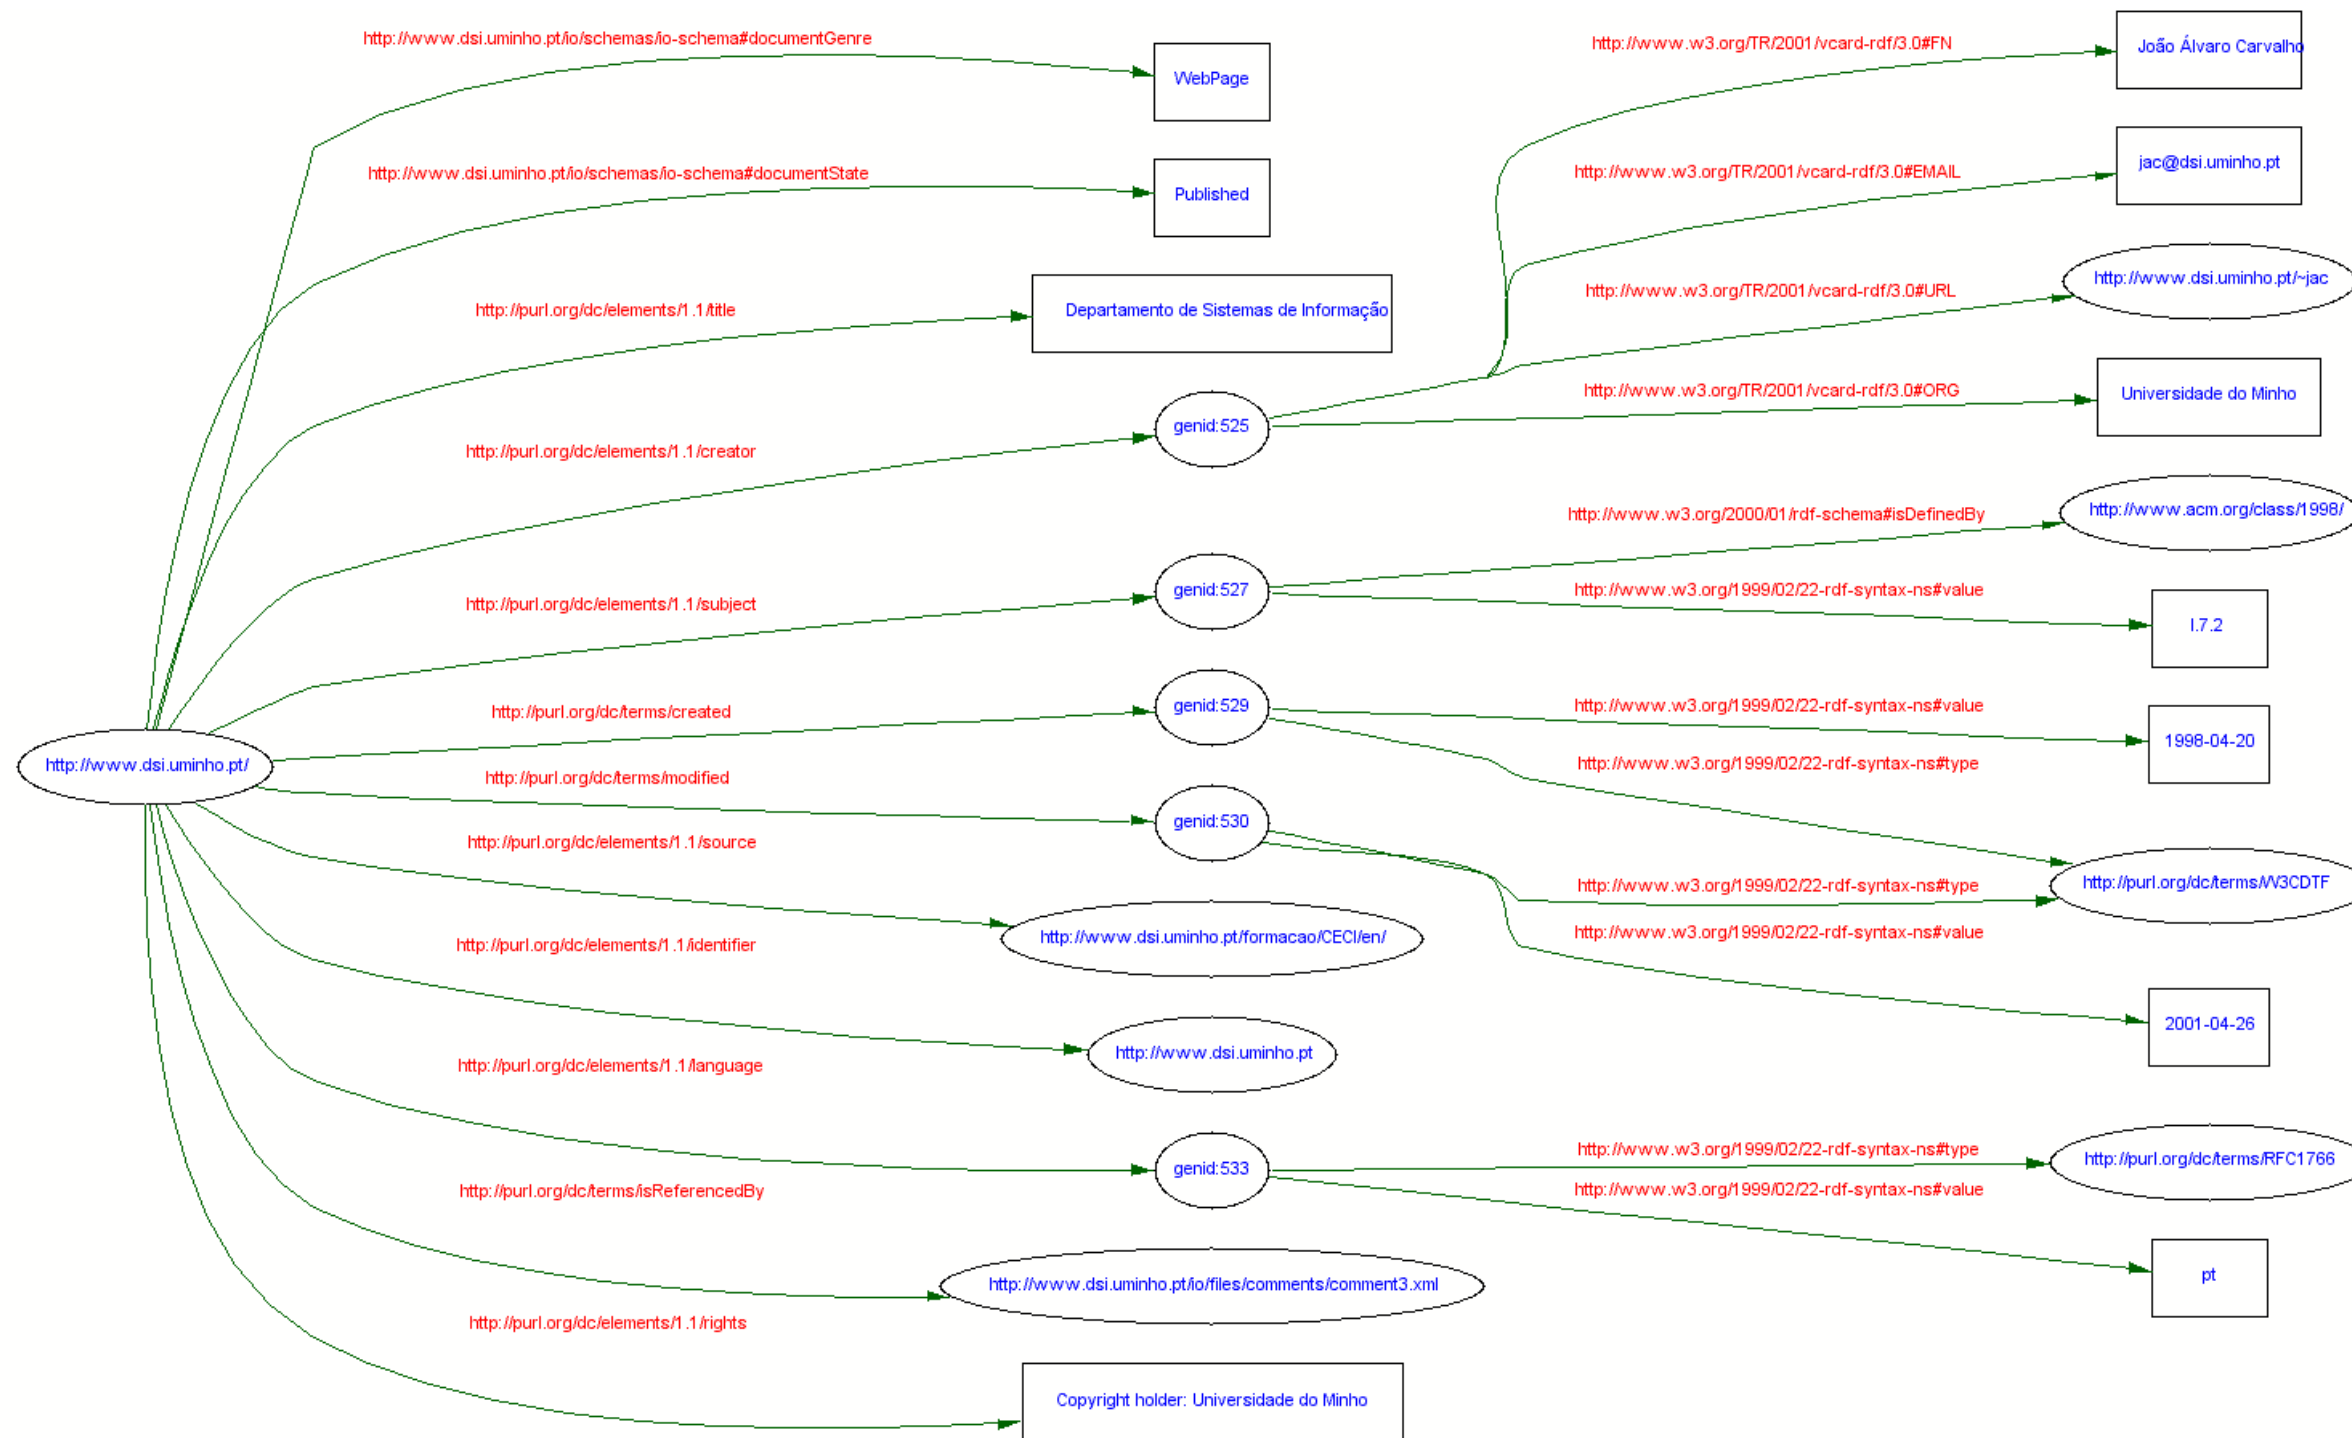 http://www.dsi.uminho.pt/io/schemas/io-schema#documentGenre
WebPage
http://www.dsi.uminho.pt/io/schemas/io-schema#documentState
Published
http://purl.org/dc/elements/1.1/title
Departamento de Sistemas de Informação
http://purl.org/dc/elements/1.1/creator
genid:525
http://www.w3.org/TR/2001/vcard-rdf/3.0#FN
João Álvaro Carvalho
http://www.w3.org/TR/2001/vcard-rdf/3.0#EMAIL
jac@dsi.uminho.pt
http://www.w3.org/TR/2001/vcard-rdf/3.0#URL
http://www.dsi.uminho.pt/~jac
http://www.w3.org/TR/2001/vcard-rdf/3.0#ORG
Universidade do Minho
http://purl.org/dc/elements/1.1/subject
genid:527
http://www.w3.org/2000/01/rdf-schema#isDefinedBy
http://www.acm.org/class/1998/
http://www.w3.org/1999/02/22-rdf-syntax-ns#value
I.7.2
http://www.dsi.uminho.pt/
http://purl.org/dc/terms/created
genid:529
http://www.w3.org/1999/02/22-rdf-syntax-ns#value
1998-04-20
http://www.w3.org/1999/02/22-rdf-syntax-ns#type
http://purl.org/dc/terms/modified
genid:530
http://www.w3.org/1999/02/22-rdf-syntax-ns#type
http://purl.org/dc/terms/W3CDTF
http://www.w3.org/1999/02/22-rdf-syntax-ns#value
2001-04-26
http://purl.org/dc/elements/1.1/source
http://www.dsi.uminho.pt/formacao/CECI/en/
http://purl.org/dc/elements/1.1/identifier
http://www.dsi.uminho.pt
http://purl.org/dc/elements/1.1/language
genid:533
http://www.w3.org/1999/02/22-rdf-syntax-ns#type
http://purl.org/dc/terms/RFC1766
http://www.w3.org/1999/02/22-rdf-syntax-ns#value
pt
http://purl.org/dc/terms/isReferencedBy
http://www.dsi.uminho.pt/io/files/comments/comment3.xml
http://purl.org/dc/elements/1.1/rights
Copyright holder: Universidade do Minho